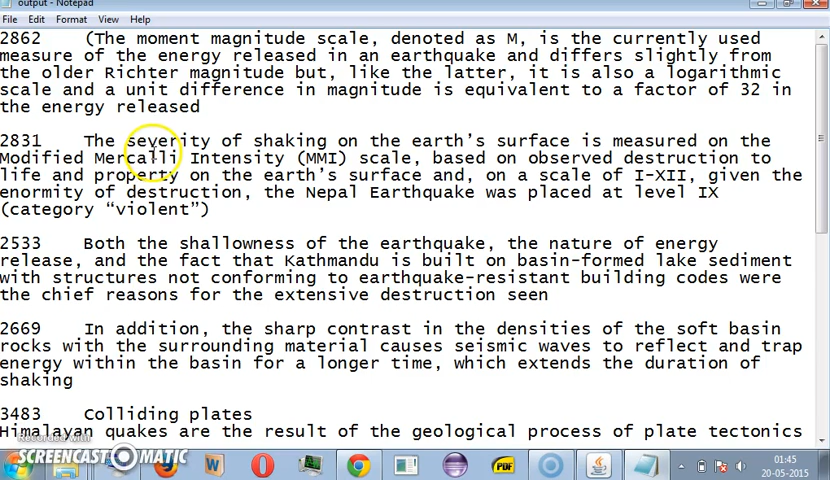 output - Notepad
File Edit Format View Help
2862 (The moment magnitude scale, denoted as M, is the currently used
measure of the energy released in an earthquake and differs slightly from
the older Richter magnitude but, like the latter, it is also a logarithmic
scale and a unit difference in magnitude is equivalent to a factor of 32 in
the energy released
2831 The severity of shaking on the earth’s surface is measured on the
Modified Mercalli Intensity (MMI) scale, based on observed destruction to
life and property on the earth’s surface and, on a scale of I-XII, given the
enormity of destruction, the Nepal Earthquake was placed at level IX
(category “violent”)
2533 Both the shallowness of the earthquake, the nature of energy
release, and the fact that Kathmandu is built on basin-formed lake sediment
with structures not conforming to earthquake-resistant building codes were
the chief reasons for the extensive destruction seen
2669 In addition, the sharp contrast in the densities of the soft basin
rocks with the surrounding material causes seismic waves to reflect and trap
energy within the basin for a longer time, which extends the duration of
shaking
3483 Colliding plates
Himalayan quakes are the result of the geological process of plate tectonics
Recorded with
SCREENCAST-O-MATIC
W
PDF
01:45
20-05-2015